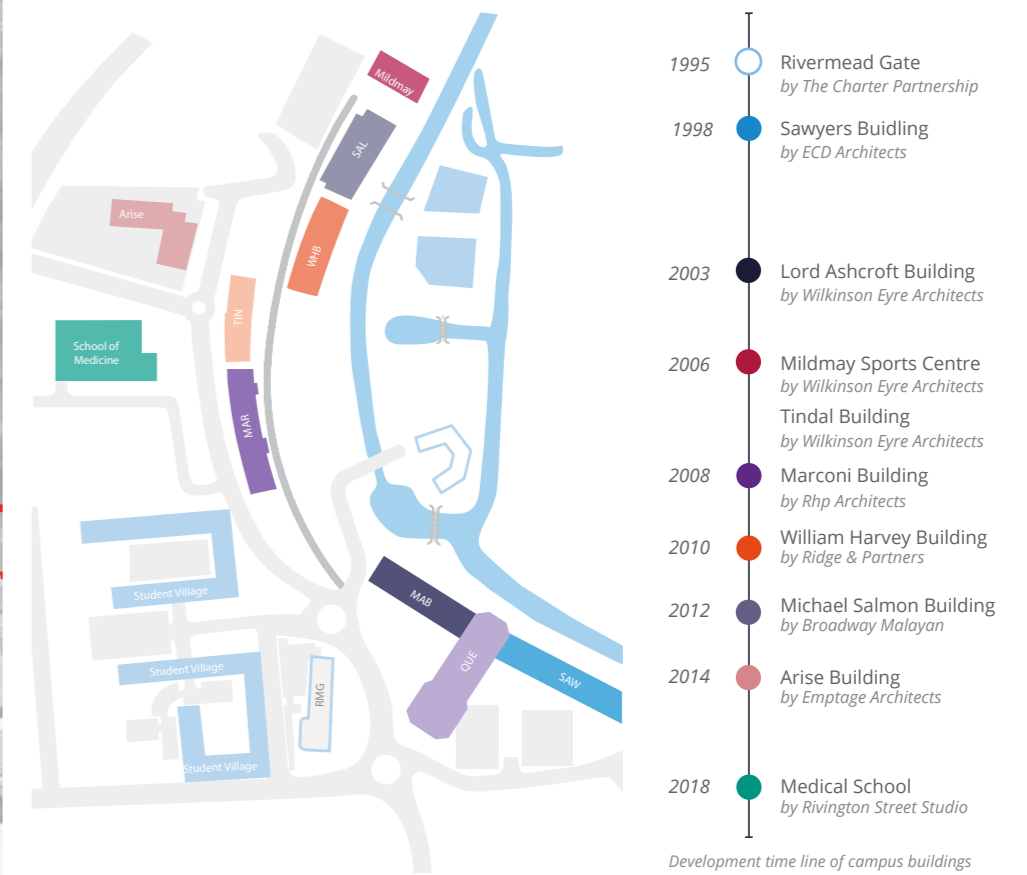 Mildmay
SAL
Arise
WHB
TIN
School of
Medicine
MAR
Student Village
MAB
Student Village
QUE
SAW
RMG
Student Village
1995
Rivermead Gate
by The Charter Partnership
1998
Sawyers Buidling
by ECD Architects
2003
Lord Ashcroft Building
by Wilkinson Eyre Architects
2006
Mildmay Sports Centre
by Wilkinson Eyre Architects
Tindal Building
by Wilkinson Eyre Architects
2008
Marconi Building
by Rhp Architects
2010
William Harvey Building
by Ridge & Partners
2012
Michael Salmon Building
by Broadway Malayan
2014
Arise Building
by Emptage Architects
2018
Medical School
by Rivington Street Studio
Development time line of campus buildings